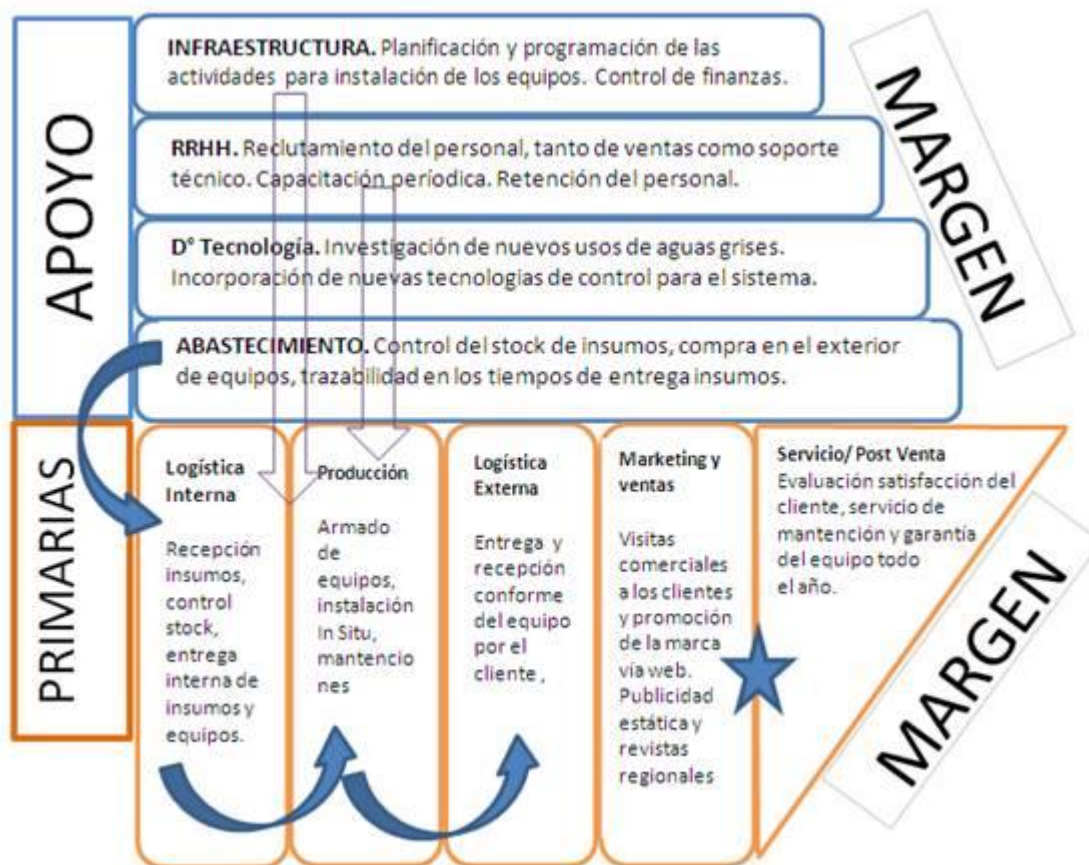 APOYO
INFRAESTRUCTURA. Planificación y programación de las
actividades para instalación de los equipos. Control de finanzas.
RRHH. Reclutamiento del personal, tanto de ventas como soporte
técnico. Capacitación períodica. Retención del personal.
D° Tecnología. Investigación de nuevos usos de aguas grises.
Incorporación de nuevas tecnologias de control para el sistema.
ABASTECIMIENTO. Control del stock de insumos, compra en el exterior
de equipos, trazabilidad en los tiempos de entrega insumos.
MARGEN
PRIMARIAS
Logística
Interna
Recepción
insumos,
control
stock,
entrega
interna de
insumos y
equipos.
Producción
Armado
de
equipos,
instalación
In Situ,
mantencio
nes
Logística
Externa
Entrega y
recepción
conforme
del equipo
por el
cliente ,
Marketing y
ventas
Visitas
comerciales
a los clientes
y promoción
de la marca
vía web.
Publicidad
estática y
revistas
regionales
Servicio/ Post Venta
Evaluación satisfacción del
cliente, servicio de
mantención y garantía
del equipo todo
el año.
MARGEN